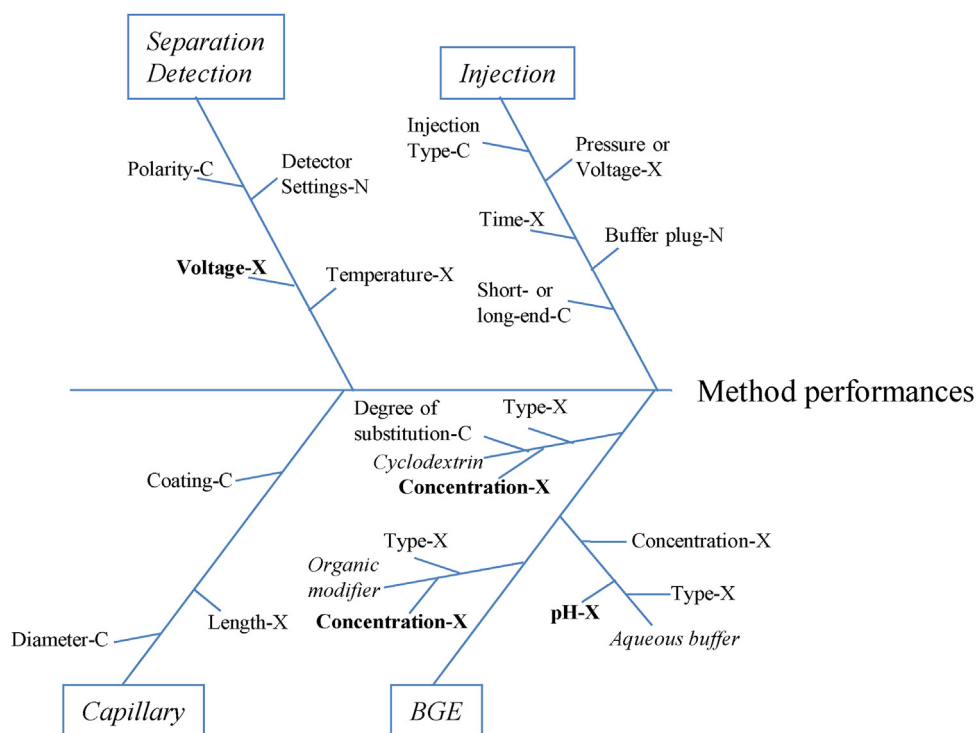 Separation
Detection
Injection
Injection
Type-C
Pressure or
Voltage-X
Polarity-C
Detector
Settings-N
Time-X
Buffer plug-N
Voltage-X
Temperature-X
Short- or
long-end-C
Method performances
Degree of
substitution-C
Type-X
Cyclodextrin
Concentration-X
Coating-C
Concentration-X
Type-X
Organic
modifier
Concentration-X
pH-X
Type-X
Aqueous buffer
Length-X
Diameter-C
Capillary
BGE